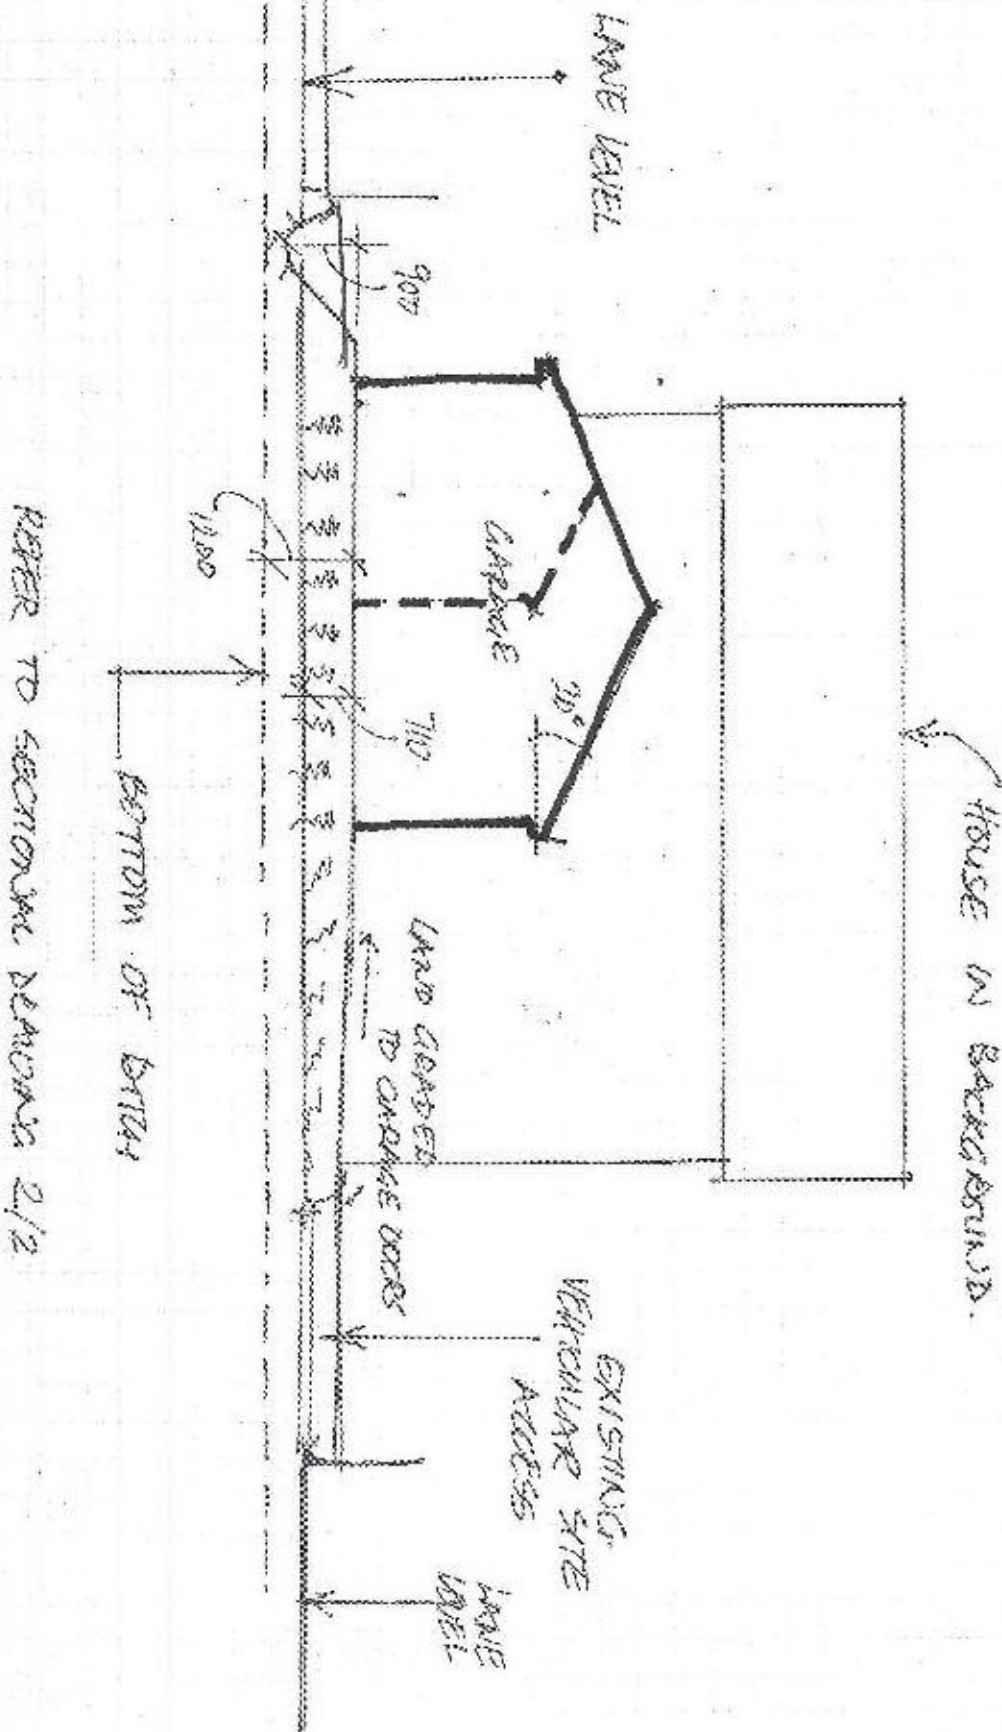 HOUSE IN BACKGROUND.
LANE LEVEL
EXISTING
VEHICULAR SITE
ACCESS
LANE
LEVEL
GARAGE
LAND GRADED
TO GARAGE DOORS
900
710
1200
BOTTOM OF DITCH
REFER TO SECTIONAL DRAWING 2/2